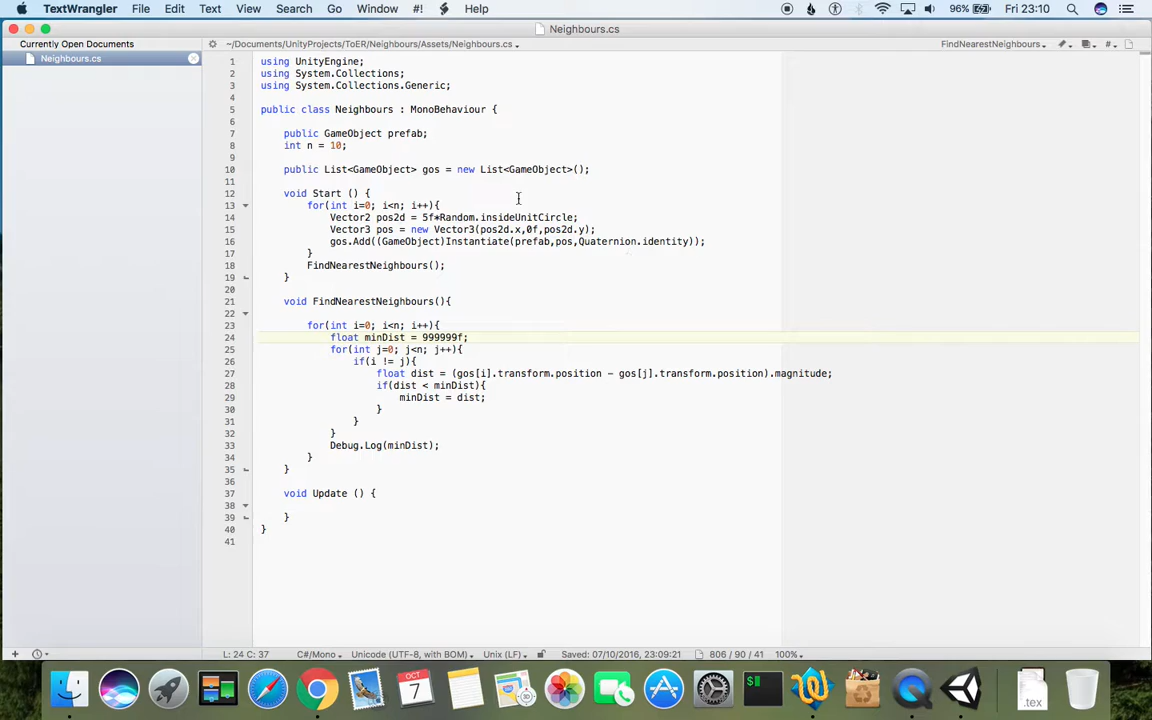 TextWrangler File Edit Text View Search Go Window #! Help 96% Fri 23:10
Neighbours.cs
Currently Open Documents
~/Documents/UnityProjects/ToER/Neighbours/Assets/Neighbours.cs
FindNearestNeighbours
Neighbours.cs
1 using UnityEngine;
2 using System.Collections;
3 using System.Collections.Generic;
4
5 public class Neighbours : MonoBehaviour {
6
7 public GameObject prefab;
8 int n = 10;
9
10 public List<GameObject> gos = new List<GameObject>();
11
12 void Start () {
13 for(int i=0; i<n; i++){
14 Vector2 pos2d = 5f*Random.insideUnitCircle;
15 Vector3 pos = new Vector3(pos2d.x,0f,pos2d.y);
16 gos.Add((GameObject)Instantiate(prefab,pos,Quaternion.identity));
17 }
18 FindNearestNeighbours();
19 }
20
21 void FindNearestNeighbours(){
22
23 for(int i=0; i<n; i++){
24 float minDist = 999999f;
25 for(int j=0; j<n; j++){
26 if(i != j){
27 float dist = (gos[i].transform.position - gos[j].transform.position).magnitude;
28 if(dist < minDist){
29 minDist = dist;
30 }
31 }
32 }
33 Debug.Log(minDist);
34 }
35 }
36
37 void Update () {
38
39 }
40 }
41
L: 24 C: 37 C#/Mono Unicode (UTF-8, with BOM) Unix (LF) Saved: 07/10/2016, 23:09:21 806 / 90 / 41 100%
OCT
7
$
.tex